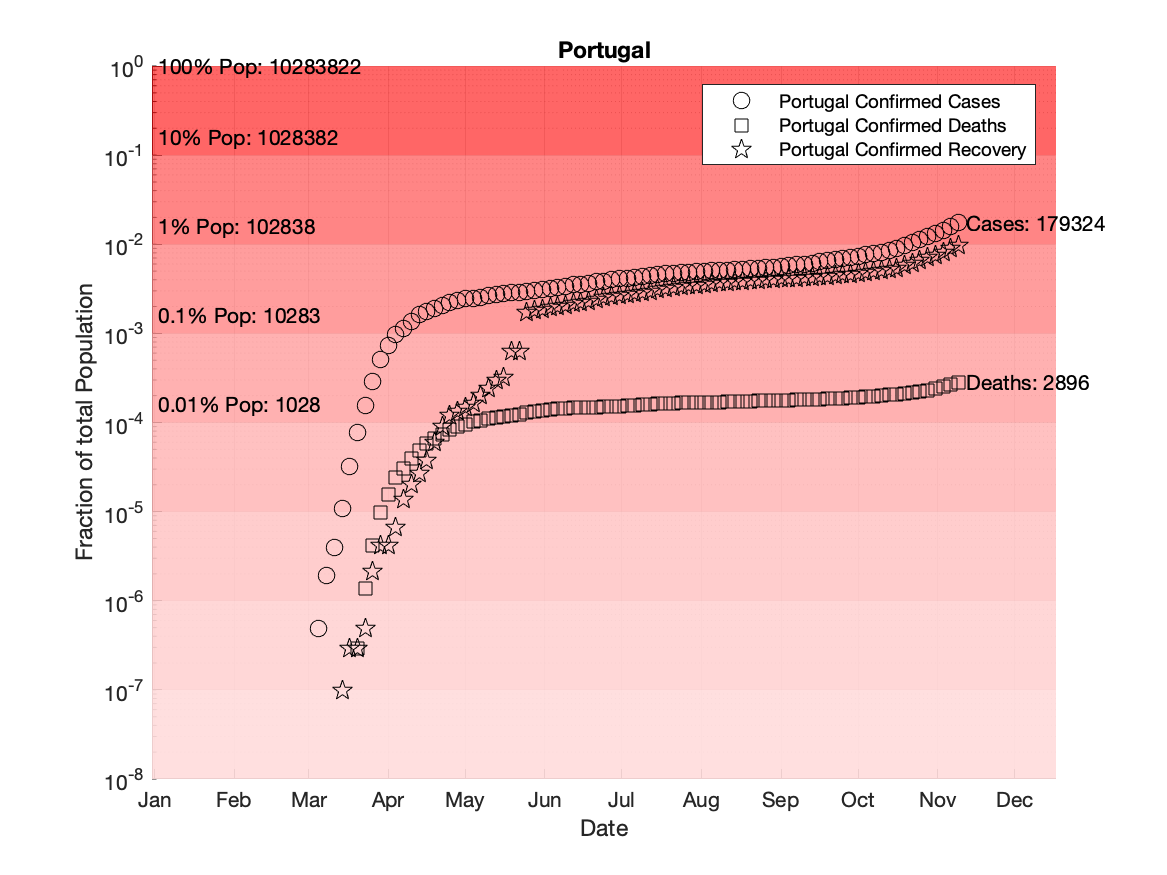 Portugal
10^0
100% Pop: 10283822
Portugal Confirmed Cases
Portugal Confirmed Deaths
Portugal Confirmed Recovery
10% Pop: 1028382
10^-1
1% Pop: 102838
Cases: 179324
10^-2
0.1% Pop: 10283
10^-3
Deaths: 2896
0.01% Pop: 1028
10^-4
10^-5
10^-6
10^-7
10^-8
Fraction of total Population
Jan Feb Mar Apr May Jun Jul Aug Sep Oct Nov Dec
Date